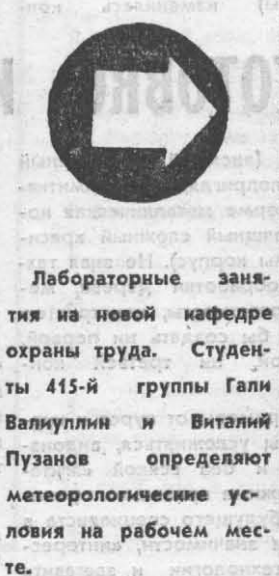 Лабораторные заня-
тия на новой кафедре
охраны труда. Студен-
ты 415-й группы Гали
Валиуллин и Виталий
Пузанов определяют
метеорологические ус-
ловия на рабочем мес-
те.